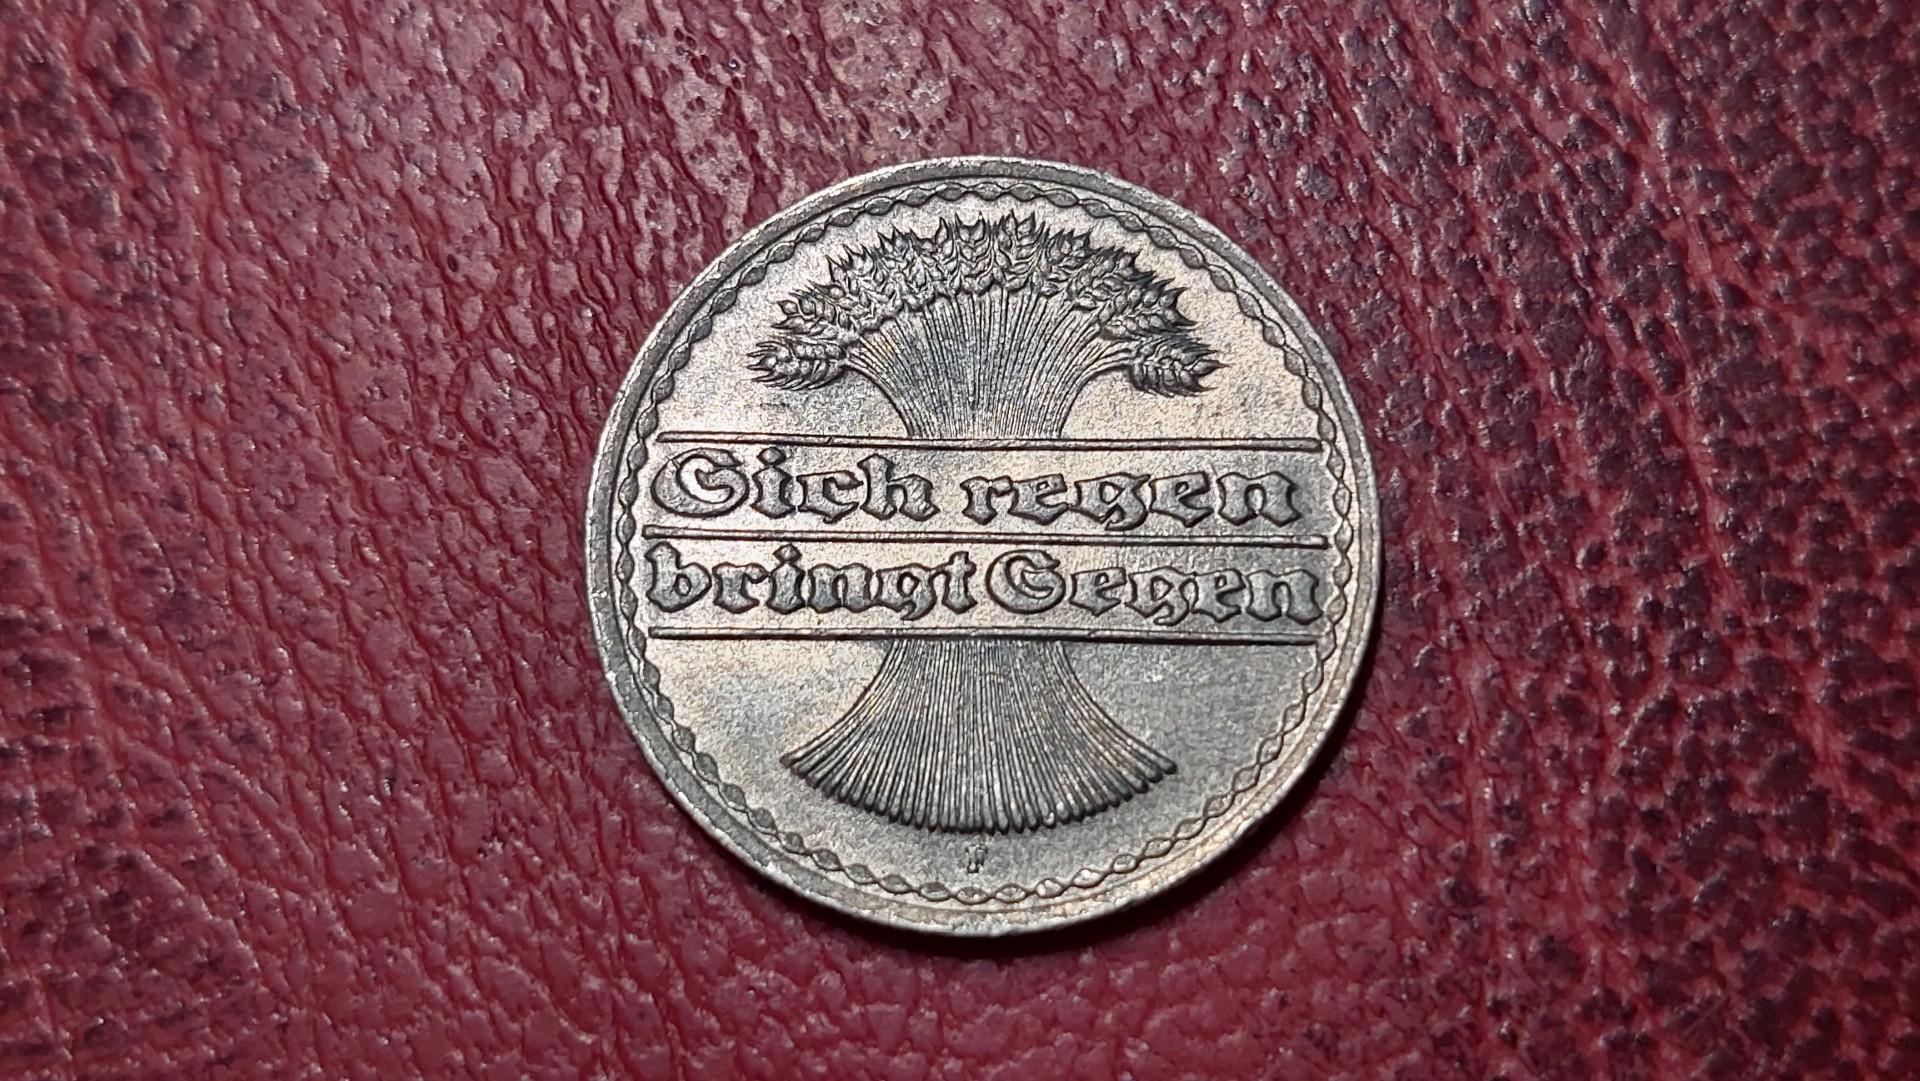 Sich regen
bringt Segen
F